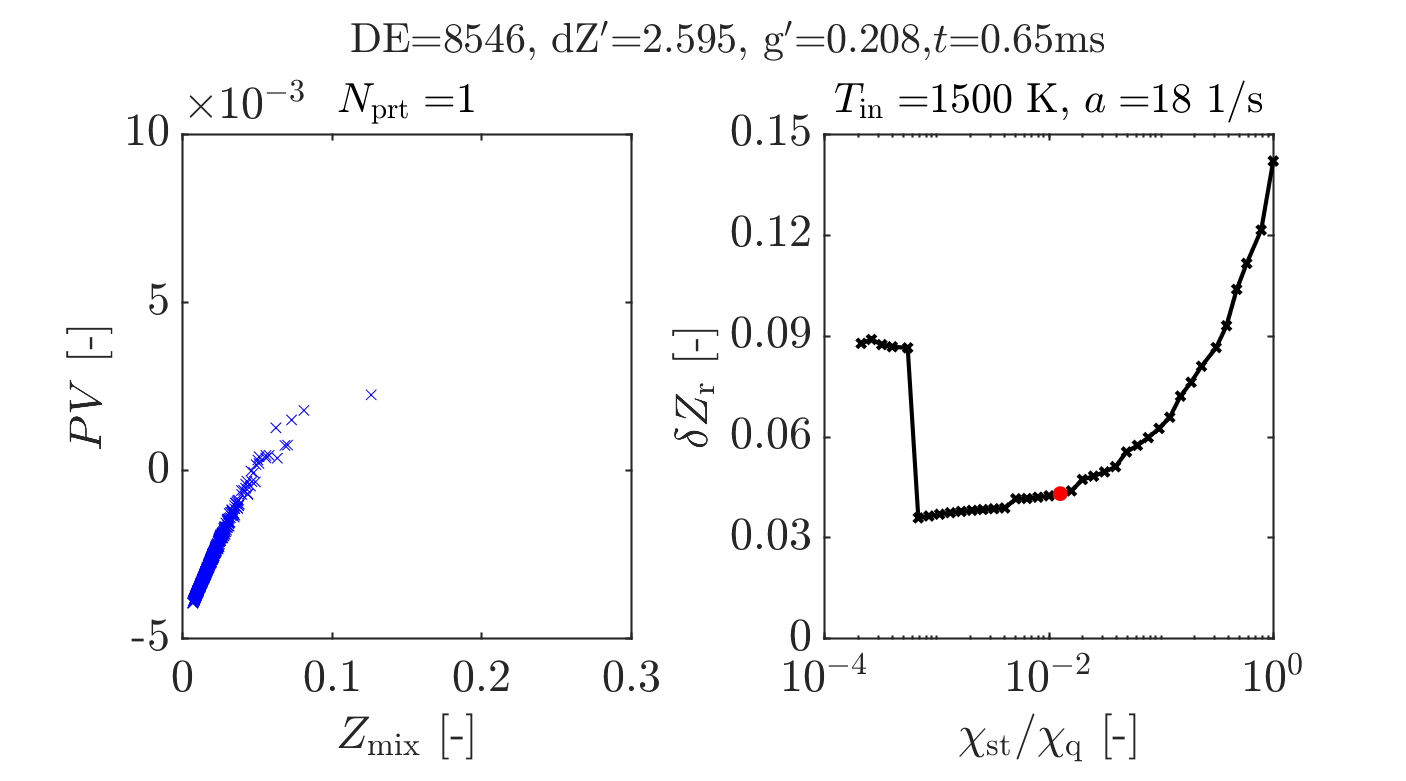 DE=8546, dZ′=2.595, g′=0.208,t=0.65ms
×10⁻³ N_prt =1
10
5
0
-5
0 0.1 0.2 0.3
Z_mix [-]
PV [-]
T_in =1500 K, a =18 1/s
0.15
0.12
0.09
0.06
0.03
0
10⁻⁴ 10⁻² 10⁰
χ_st/χ_q [-]
δZ_r [-]